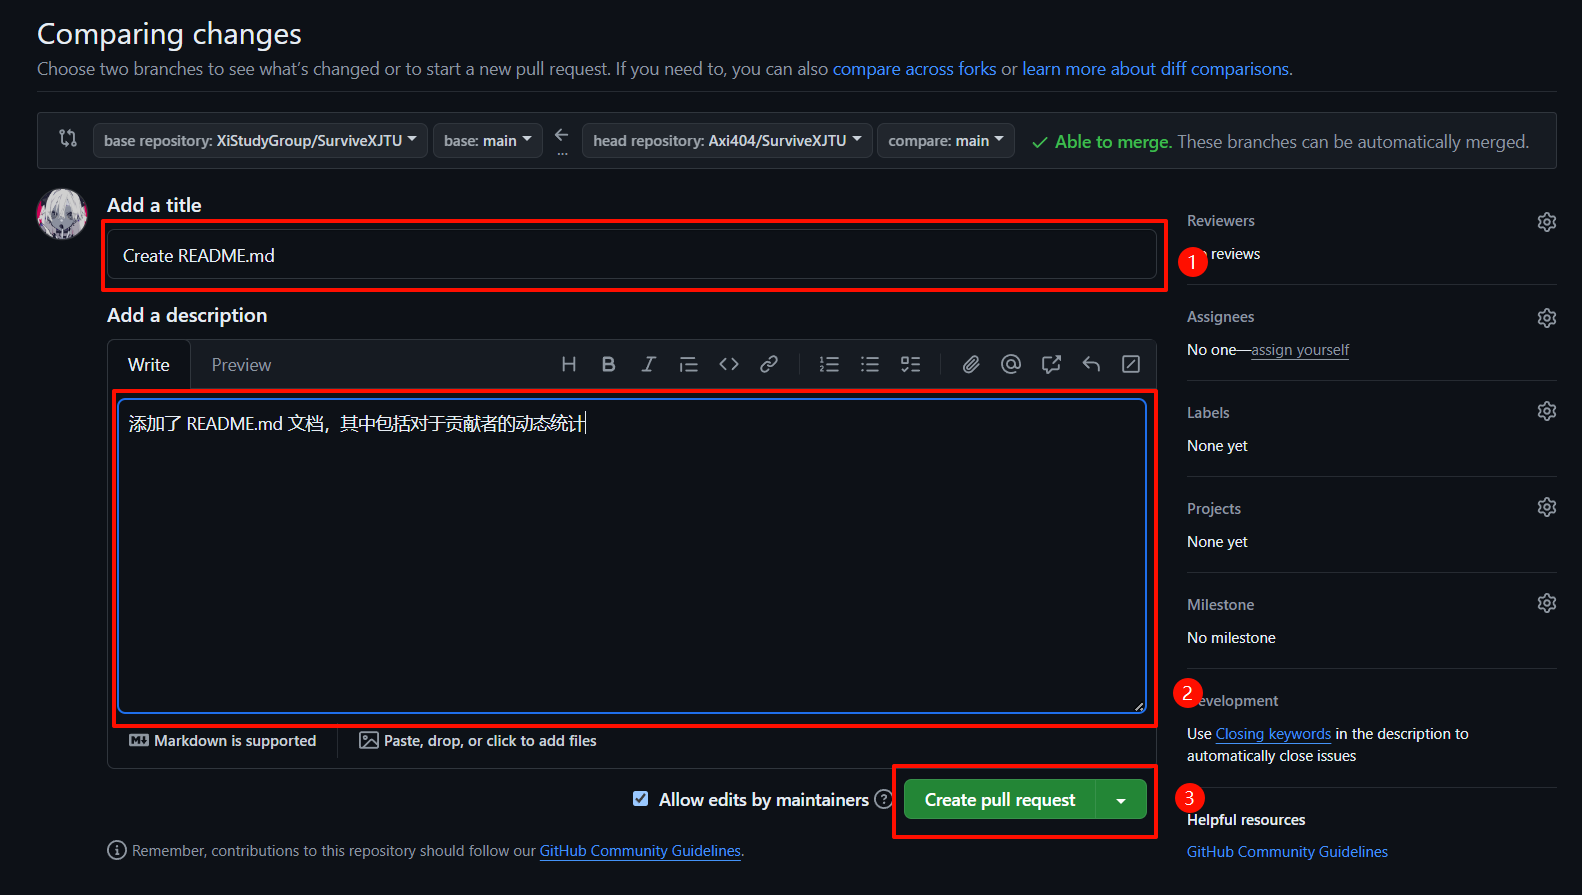 Comparing changes
Choose two branches to see what's changed or to start a new pull request. If you need to, you can also compare across forks or learn more about diff comparisons.
base repository: XiStudyGroup/SurviveXJTU base: main ... head repository: Axi404/SurviveXJTU compare: main Able to merge. These branches can be automatically merged.
Add a title
Create README.md
1
Add a description
Write Preview
添加了 README.md 文档，其中包括对于贡献者的动态统计
2
Markdown is supported Paste, drop, or click to add files
Allow edits by maintainers Create pull request
3
Remember, contributions to this repository should follow our GitHub Community Guidelines.
Reviewers
reviews
Assignees
No one—assign yourself
Labels
None yet
Projects
None yet
Milestone
No milestone
evelopment
Use Closing keywords in the description to
automatically close issues
Helpful resources
GitHub Community Guidelines